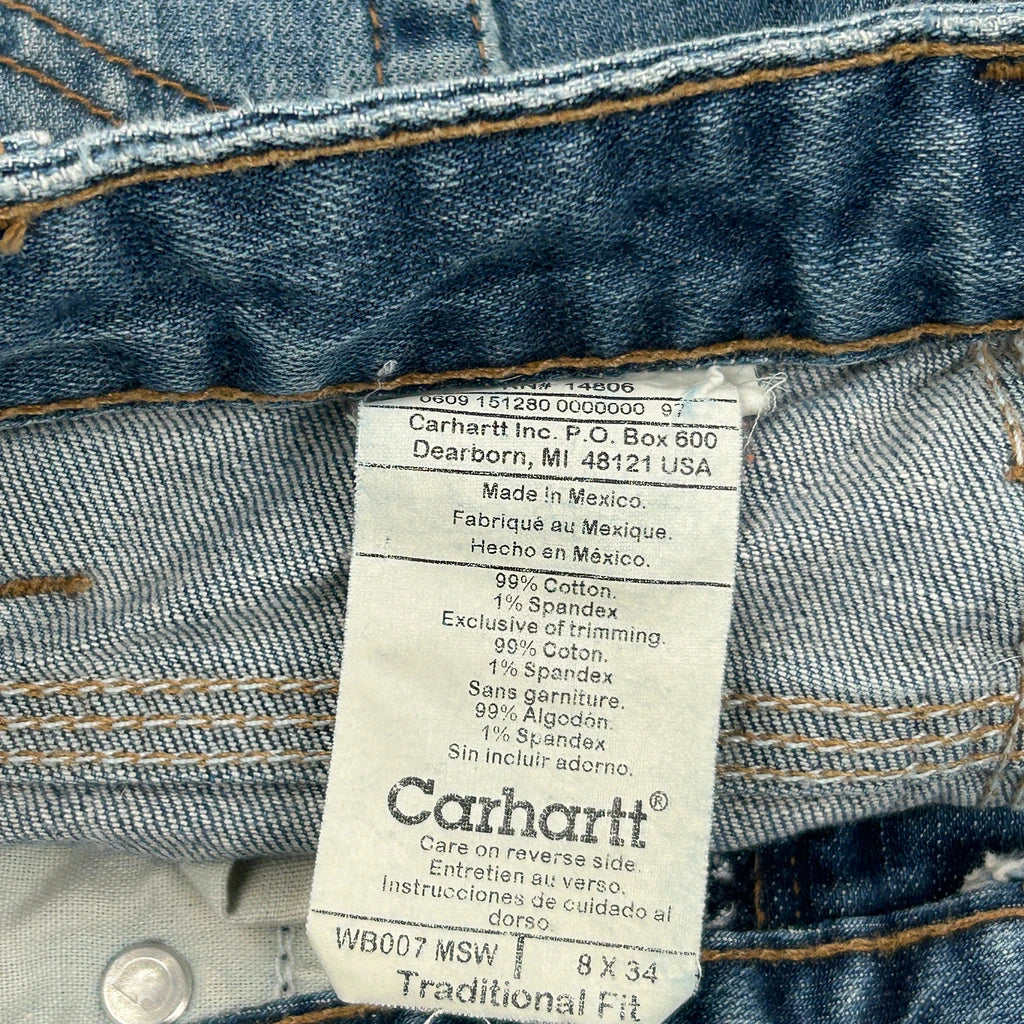 RN# 14806
0609 151280 0000000 97
Carhartt Inc. P.O. Box 600
Dearborn, MI 48121 USA
Made in Mexico.
Fabriqué au Mexique.
Hecho en México.
99% Cotton.
1% Spandex
Exclusive of trimming.
99% Coton.
1% Spandex
Sans garniture.
99% Algodón.
1% Spandex
Sin incluir adorno.
Carhartt®
Care on reverse side.
Entretien au verso.
Instrucciones de cuidado al
dorso
WB007 MSW 8 X 34
Traditional Fit